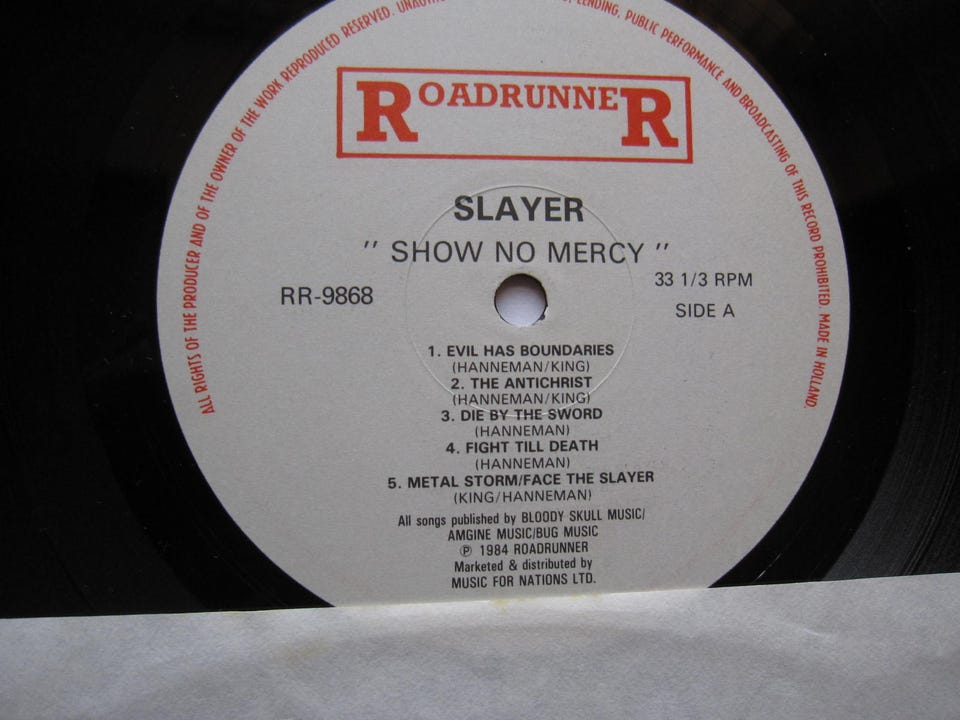 ALL RIGHTS OF THE PRODUCER AND OF THE OWNER OF THE WORK REPRODUCED RESERVED. LENDING, PUBLIC PERFORMANCE AND BROADCASTING OF THIS RECORD PROHIBITED. MADE IN HOLLAND.
ROADRUNNER
SLAYER
" SHOW NO MERCY "
33 1/3 RPM
RR-9868
SIDE A
1. EVIL HAS BOUNDARIES
(HANNEMAN/KING)
2. THE ANTICHRIST
(HANNEMAN/KING)
3. DIE BY THE SWORD
(HANNEMAN)
4. FIGHT TILL DEATH
(HANNEMAN)
5. METAL STORM/FACE THE SLAYER
(KING/HANNEMAN)
All songs published by BLOODY SKULL MUSIC/
AMGINE MUSIC/BUG MUSIC
℗ 1984 ROADRUNNER
Marketed & distributed by
MUSIC FOR NATIONS LTD.